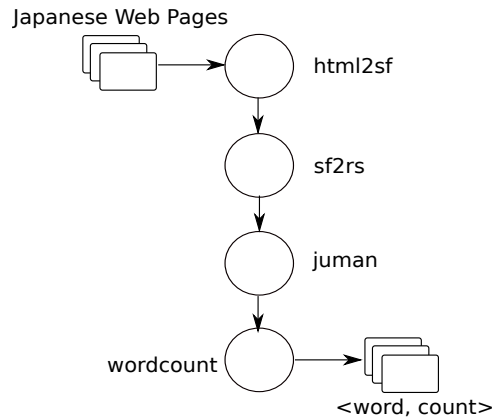 Japanese Web Pages
html2sf
sf2rs
juman
wordcount
<word, count>